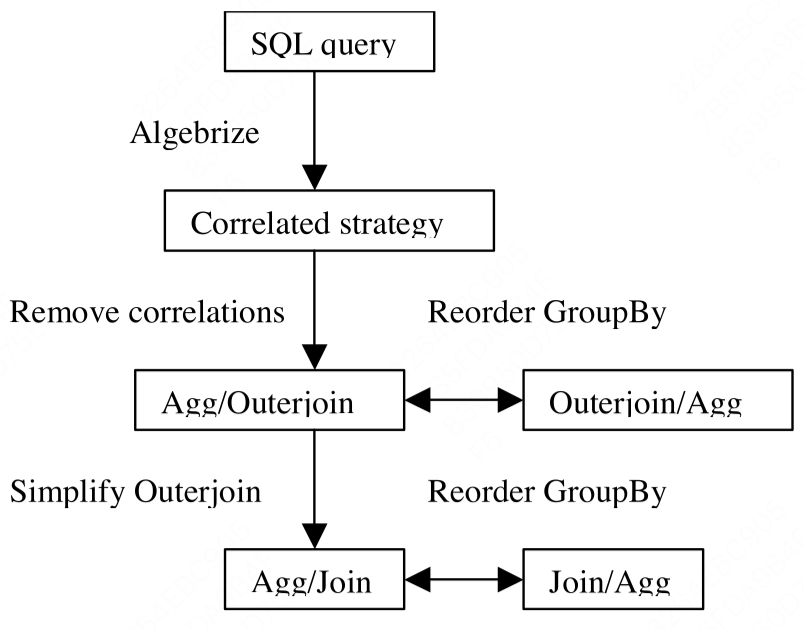 SQL query
Algebrize
Correlated strategy
Remove correlations
Reorder GroupBy
Agg/Outerjoin
Outerjoin/Agg
Simplify Outerjoin
Reorder GroupBy
Agg/Join
Join/Agg